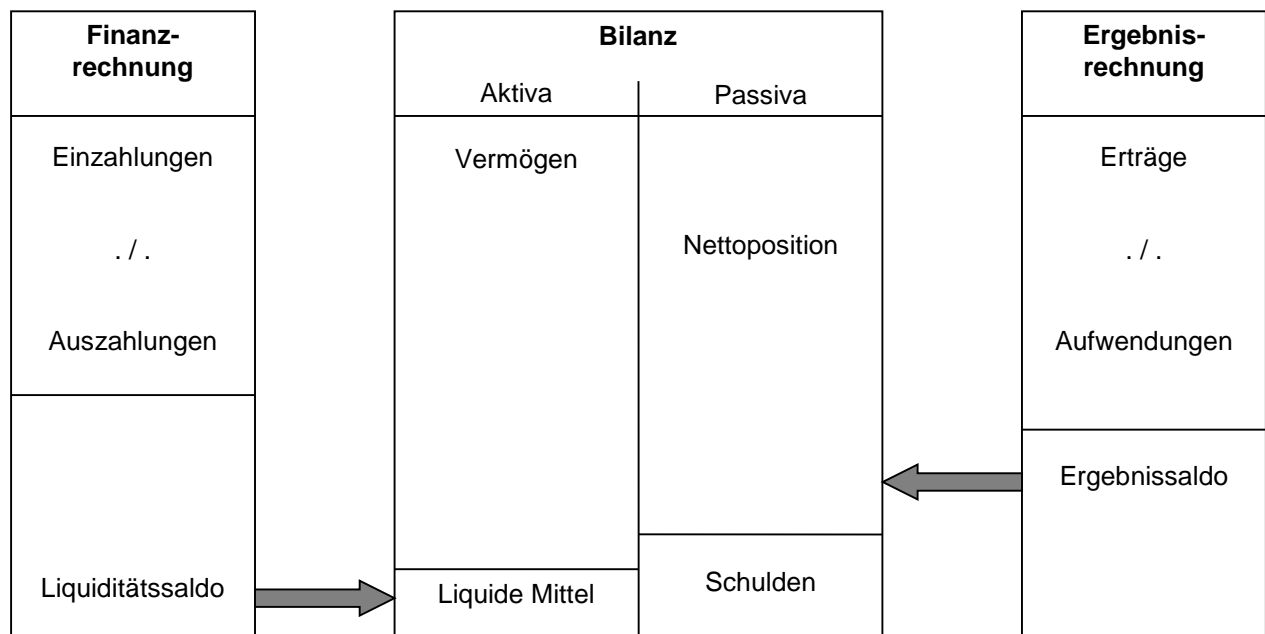 Finanz-
rechnung
Einzahlungen
. / .
Auszahlungen
Liquiditätssaldo
Bilanz
Aktiva
Passiva
Vermögen
Liquide Mittel
Nettoposition
Schulden
Ergebnis-
rechnung
Erträge
. / .
Aufwendungen
Ergebnissaldo